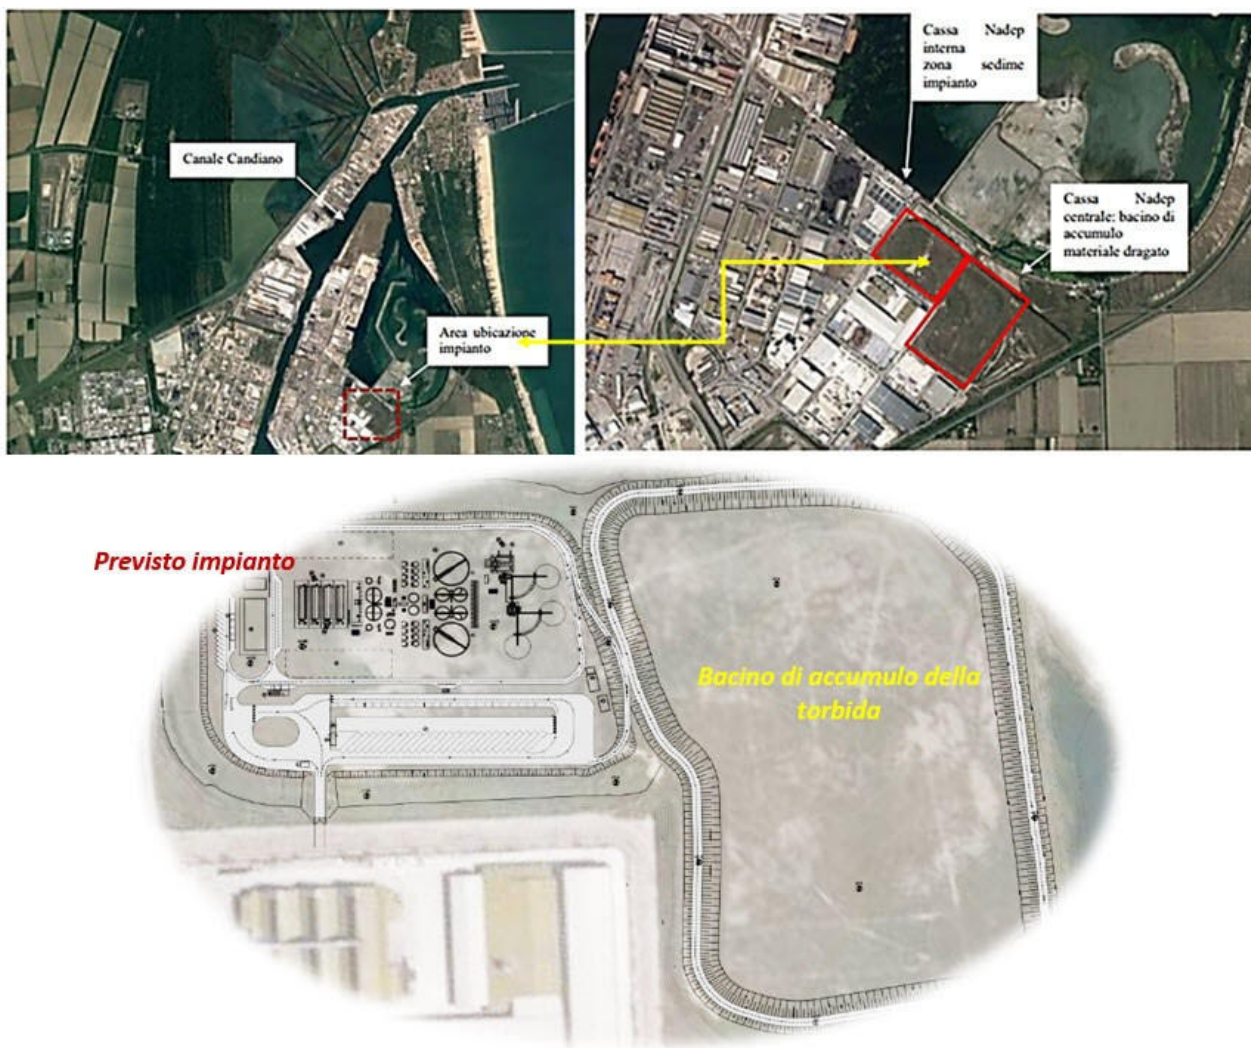 Canale Candiano
Area ubicazione
impianto
Cassa Nadep
interna
zona sedime
impianto
Cassa Nadep
centrale: bacino di
accumulo
materiale dragato
Previsto impianto
Bacino di accumulo della
torbida